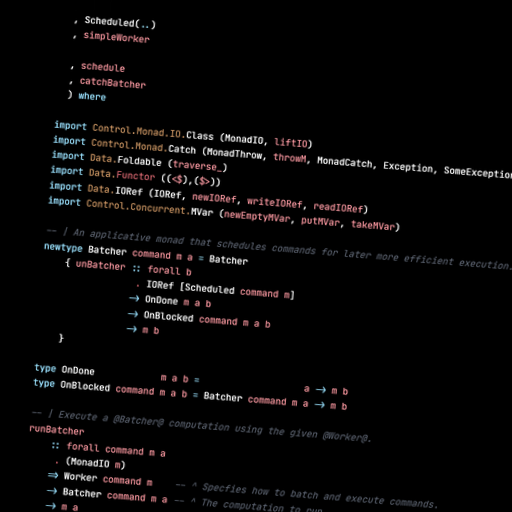 , Scheduled(..)
, simpleWorker
, schedule
, catchBatcher
) where
import Control.Monad.IO.Class (MonadIO, liftIO)
import Control.Monad.Catch (MonadThrow, throwM, MonadCatch, Exception, SomeException
import Data.Foldable (traverse_)
import Data.Functor ((<$),($>))
import Data.IORef (IORef, newIORef, writeIORef, readIORef)
import Control.Concurrent.MVar (newEmptyMVar, putMVar, takeMVar)
-- | An applicative monad that schedules commands for later more efficient execution.
newtype Batcher command m a = Batcher
{ unBatcher :: forall b
. IORef [Scheduled command m]
-> OnDone m a b
-> OnBlocked command m a b
-> m b
}
type OnDone m a b = a -> m b
type OnBlocked command m a b = Batcher command m a -> m b
-- | Execute a @Batcher@ computation using the given @Worker@.
runBatcher
:: forall command m a
. (MonadIO m)
=> Worker command m -- ^ Specfies how to batch and execute commands.
-> Batcher command m a -- ^ The computation to run
-> m a